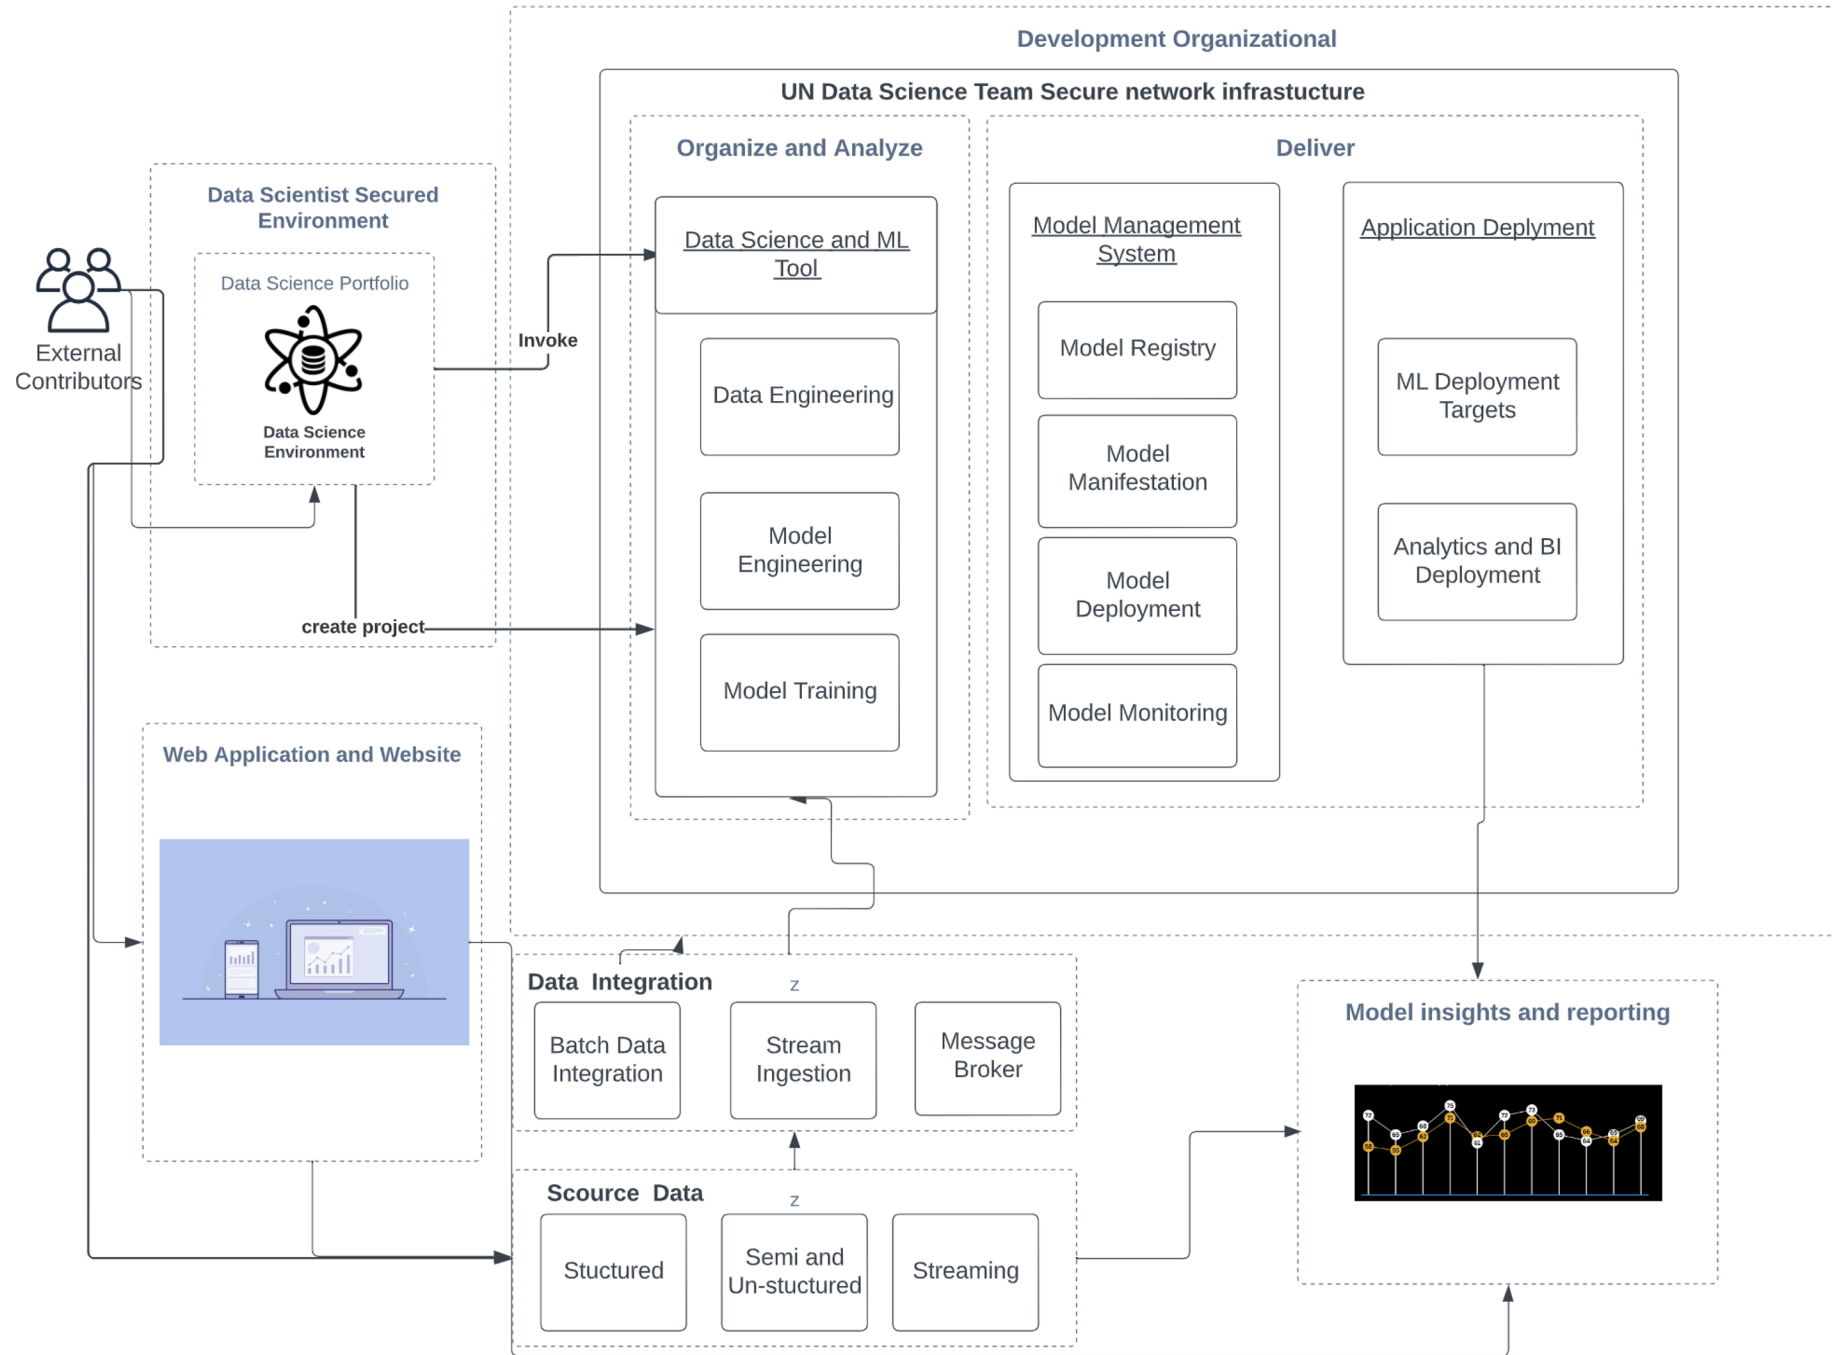 Development Organizational
UN Data Science Team Secure network infrastucture
Organize and Analyze
Deliver
Data Scientist Secured
Environment
Data Science Portfolio
Data Science
Environment
External
Contributors
Invoke
create project
Data Science and ML
Tool
Data Engineering
Model
Engineering
Model Training
Model Management
System
Model Registry
Model
Manifestation
Model
Deployment
Model Monitoring
Application Deplyment
ML Deployment
Targets
Analytics and BI
Deployment
Web Application and Website
Data Integration
z
Batch Data
Integration
Stream
Ingestion
Message
Broker
Scource Data
z
Stuctured
Semi and
Un-stuctured
Streaming
Model insights and reporting